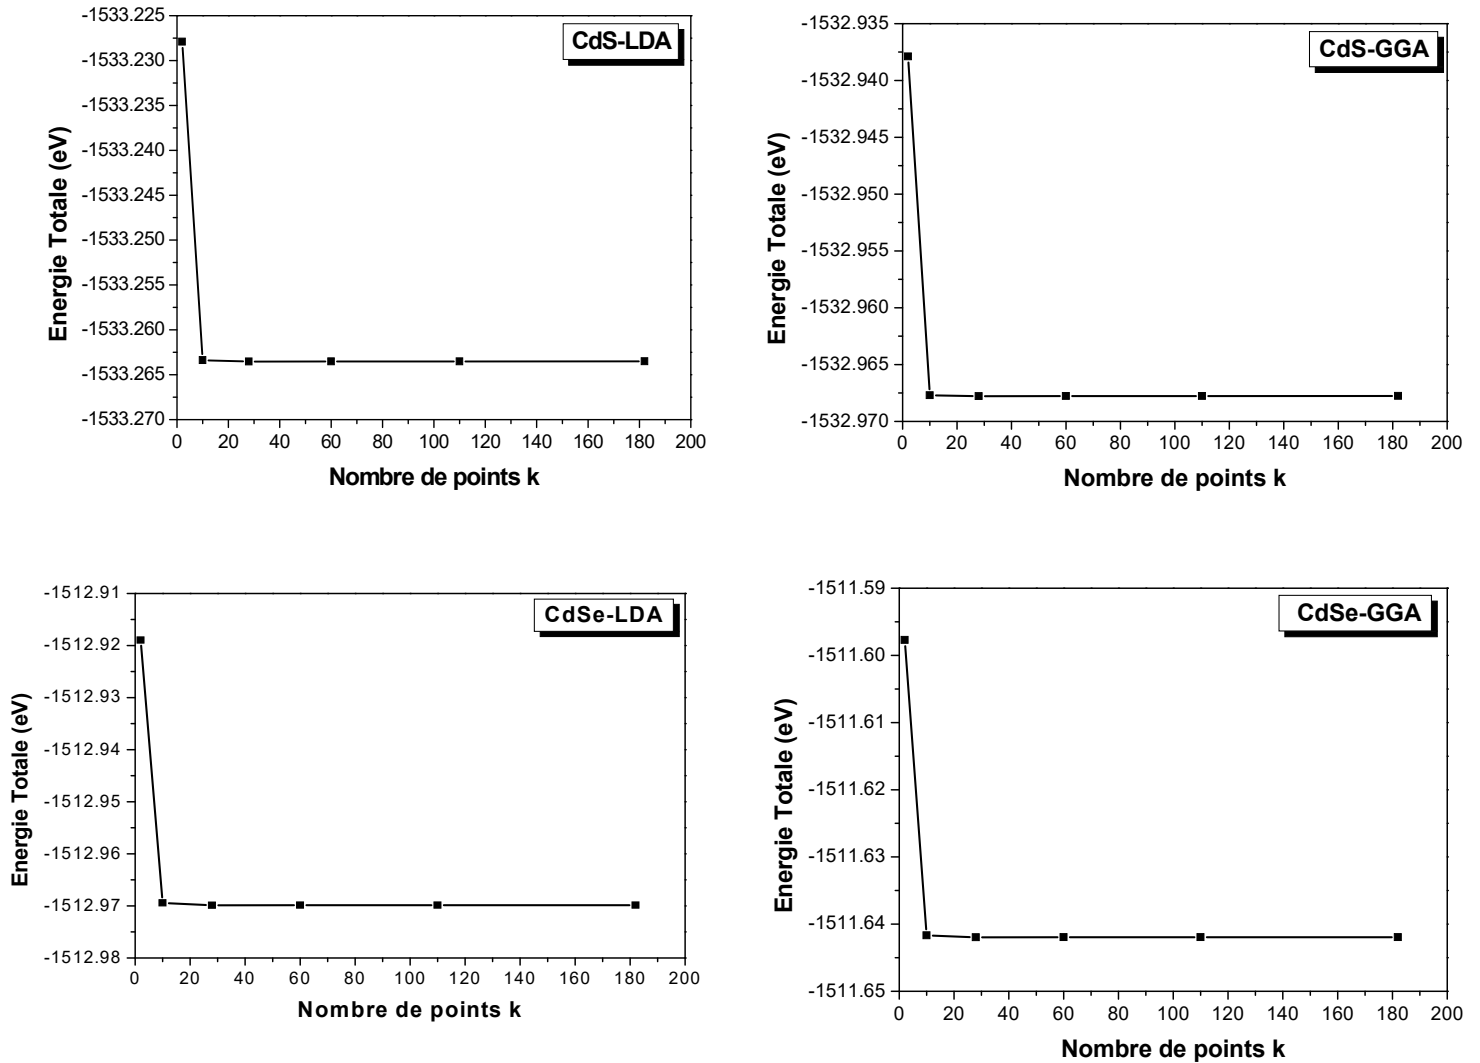 CdS-LDA
Energie Totale (eV)
-1533.225
-1533.230
-1533.235
-1533.240
-1533.245
-1533.250
-1533.255
-1533.260
-1533.265
-1533.270
0 20 40 60 80 100 120 140 160 180 200
Nombre de points k
CdS-GGA
Energie Totale (eV)
-1532.935
-1532.940
-1532.945
-1532.950
-1532.955
-1532.960
-1532.965
-1532.970
0 20 40 60 80 100 120 140 160 180 200
Nombre de points k
CdSe-LDA
Energie Totale (eV)
-1512.91
-1512.92
-1512.93
-1512.94
-1512.95
-1512.96
-1512.97
-1512.98
0 20 40 60 80 100 120 140 160 180 200
Nombre de points k
CdSe-GGA
Energie Totale (eV)
-1511.59
-1511.60
-1511.61
-1511.62
-1511.63
-1511.64
-1511.65
0 20 40 60 80 100 120 140 160 180 200
Nombre de points k